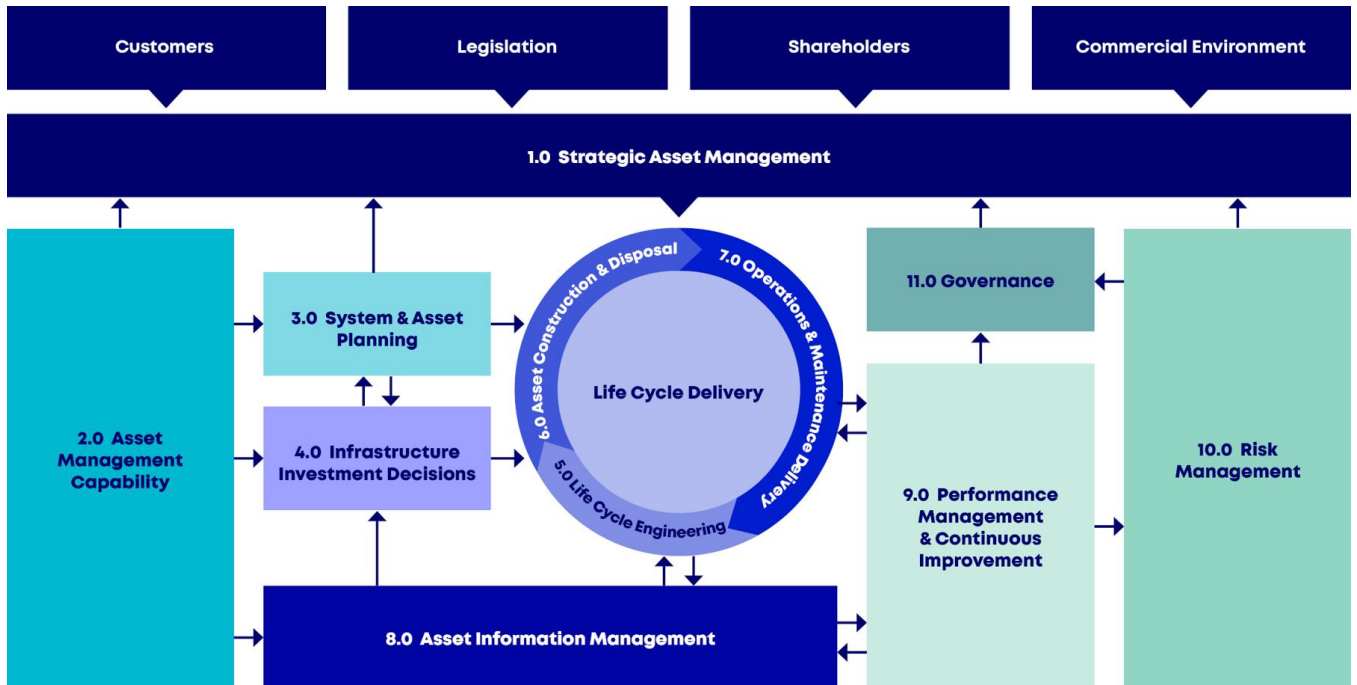 Customers
Legislation
Shareholders
Commercial Environment
1.0 Strategic Asset Management
2.0 Asset
Management
Capability
3.0 System & Asset
Planning
4.0 Infrastructure
Investment Decisions
6.0 Asset Construction & Disposal
7.0 Operations & Maintenance Delivery
5.0 Life Cycle Engineering
Life Cycle Delivery
8.0 Asset Information Management
11.0 Governance
9.0 Performance
Management
& Continuous
Improvement
10.0 Risk
Management